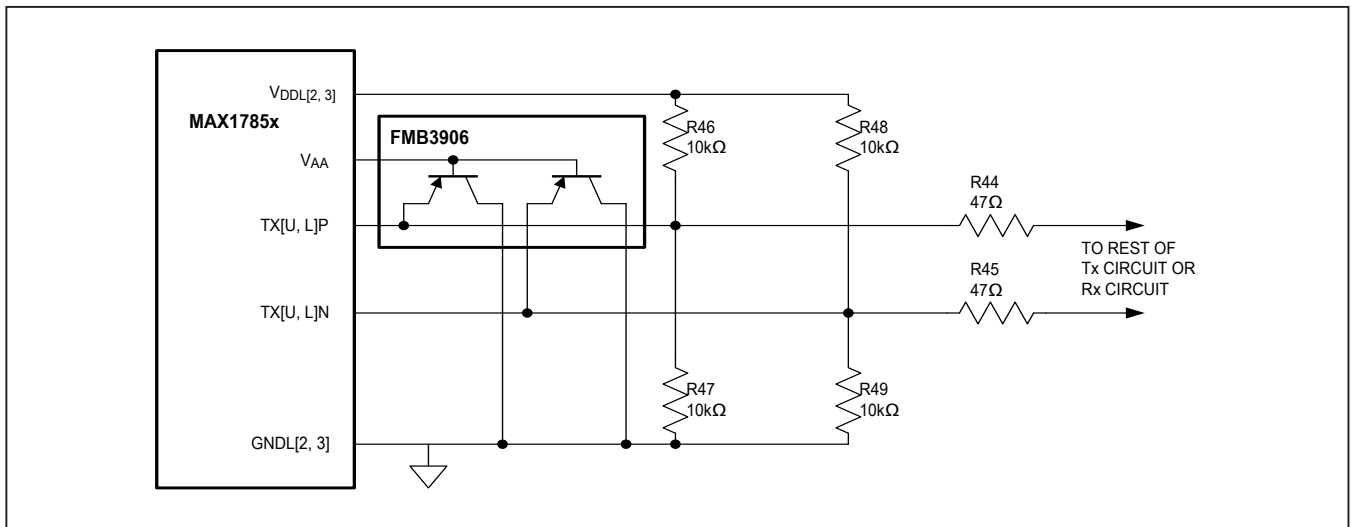 VDDL[2, 3]
MAX1785x
FMB3906
R46
10kΩ
R48
10kΩ
VAA
R44
47Ω
TX[U, L]P
TO REST OF
Tx CIRCUIT OR
Rx CIRCUIT
R45
47Ω
TX[U, L]N
R47
10kΩ
R49
10kΩ
GNDL[2, 3]